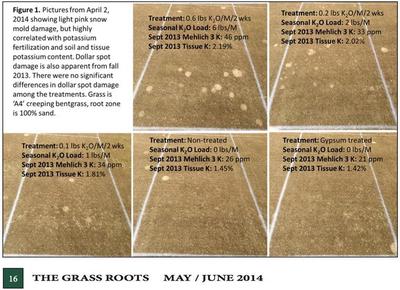 Figure 1. Pictures from April 2,
2014 showing light pink snow
mold damage, but highly
correlated with potassium
fertilization and soil and tissue
potassium content. Dollar spot
damage is also apparent from fall
2013. There were no significant
differences in dollar spot damage
among the treatments. Grass is
'A4' creeping bentgrass, root zone
is 100% sand.
Treatment: 0.6 lbs K₂O/M/2 wks
Seasonal K₂O Load: 6 lbs/M
Sept 2013 Mehlich 3 K: 46 ppm
Sept 2013 Tissue K: 2.19%
Treatment: 0.2 lbs K₂O/M/2 wks
Seasonal K₂O Load: 2 lbs/M
Sept 2013 Mehlich 3 K: 33 ppm
Sept 2013 Tissue K: 2.02%
Treatment: 0.1 lbs K₂O/M/2 wks
Seasonal K₂O Load: 1 lbs/M
Sept 2013 Mehlich 3 K: 34 ppm
Sept 2013 Tissue K: 1.81%
Treatment: Non-treated
Seasonal K₂O Load: 0 lbs/M
Sept 2013 Mehlich 3 K: 26 ppm
Sept 2013 Tissue K: 1.45%
Treatment: Gypsum treated
Seasonal K₂O Load: 0 lbs/M
Sept 2013 Mehlich 3 K: 21 ppm
Sept 2013 Tissue K: 1.42%
16 THE GRASS ROOTS MAY / JUNE 2014